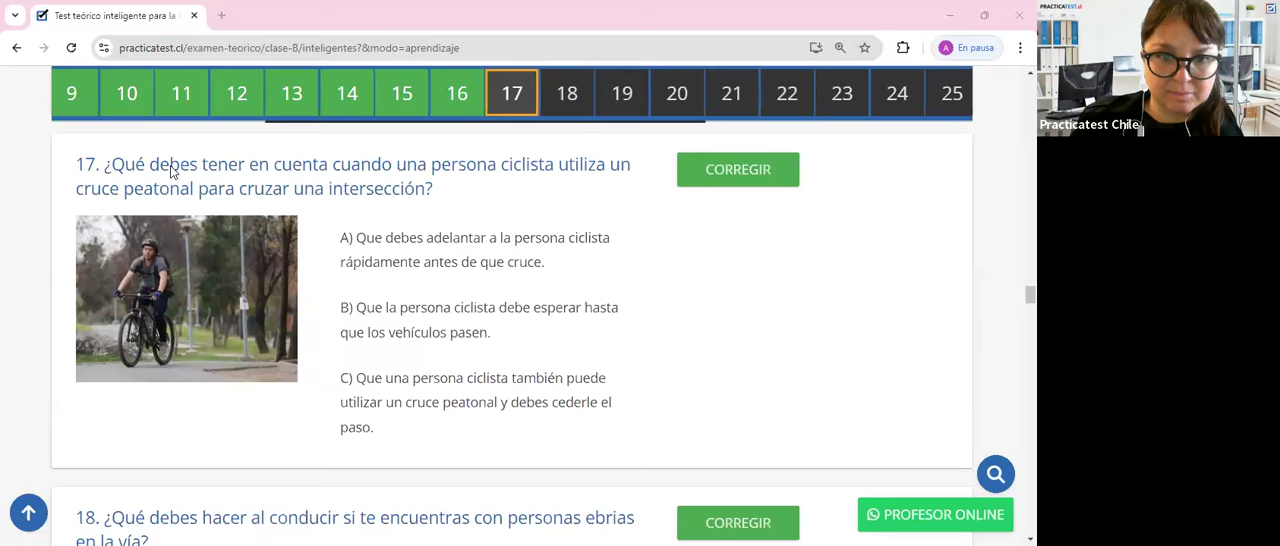 Test teórico inteligente para la
En pausa
practicatest.cl/examen-teorico/clase-B/inteligentes?&modo=aprendizaje
PRACTICATEST.cl
Practicatest Chile
9 10 11 12 13 14 15 16 17 18 19 20 21 22 23 24 25
17. ¿Qué debes tener en cuenta cuando una persona ciclista utiliza un
cruce peatonal para cruzar una intersección?
CORREGIR
A) Que debes adelantar a la persona ciclista
rápidamente antes de que cruce.
B) Que la persona ciclista debe esperar hasta
que los vehículos pasen.
C) Que una persona ciclista también puede
utilizar un cruce peatonal y debes cederle el
paso.
18. ¿Qué debes hacer al conducir si te encuentras con personas ebrias
en la vía?
CORREGIR
PROFESOR ONLINE